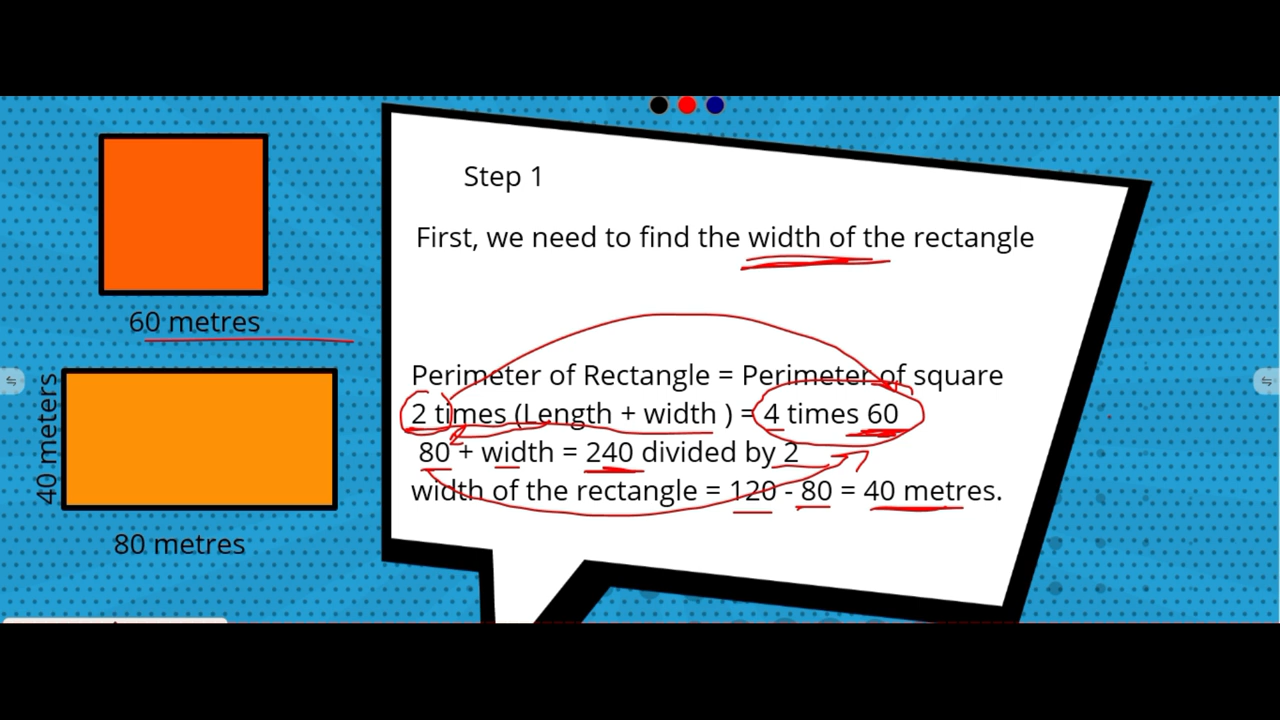 60 metres
40 meters
80 metres
Step 1
First, we need to find the width of the rectangle
Perimeter of Rectangle = Perimeter of square
2 times (Length + width ) = 4 times 60
80 + width = 240 divided by 2
width of the rectangle = 120 - 80 = 40 metres.